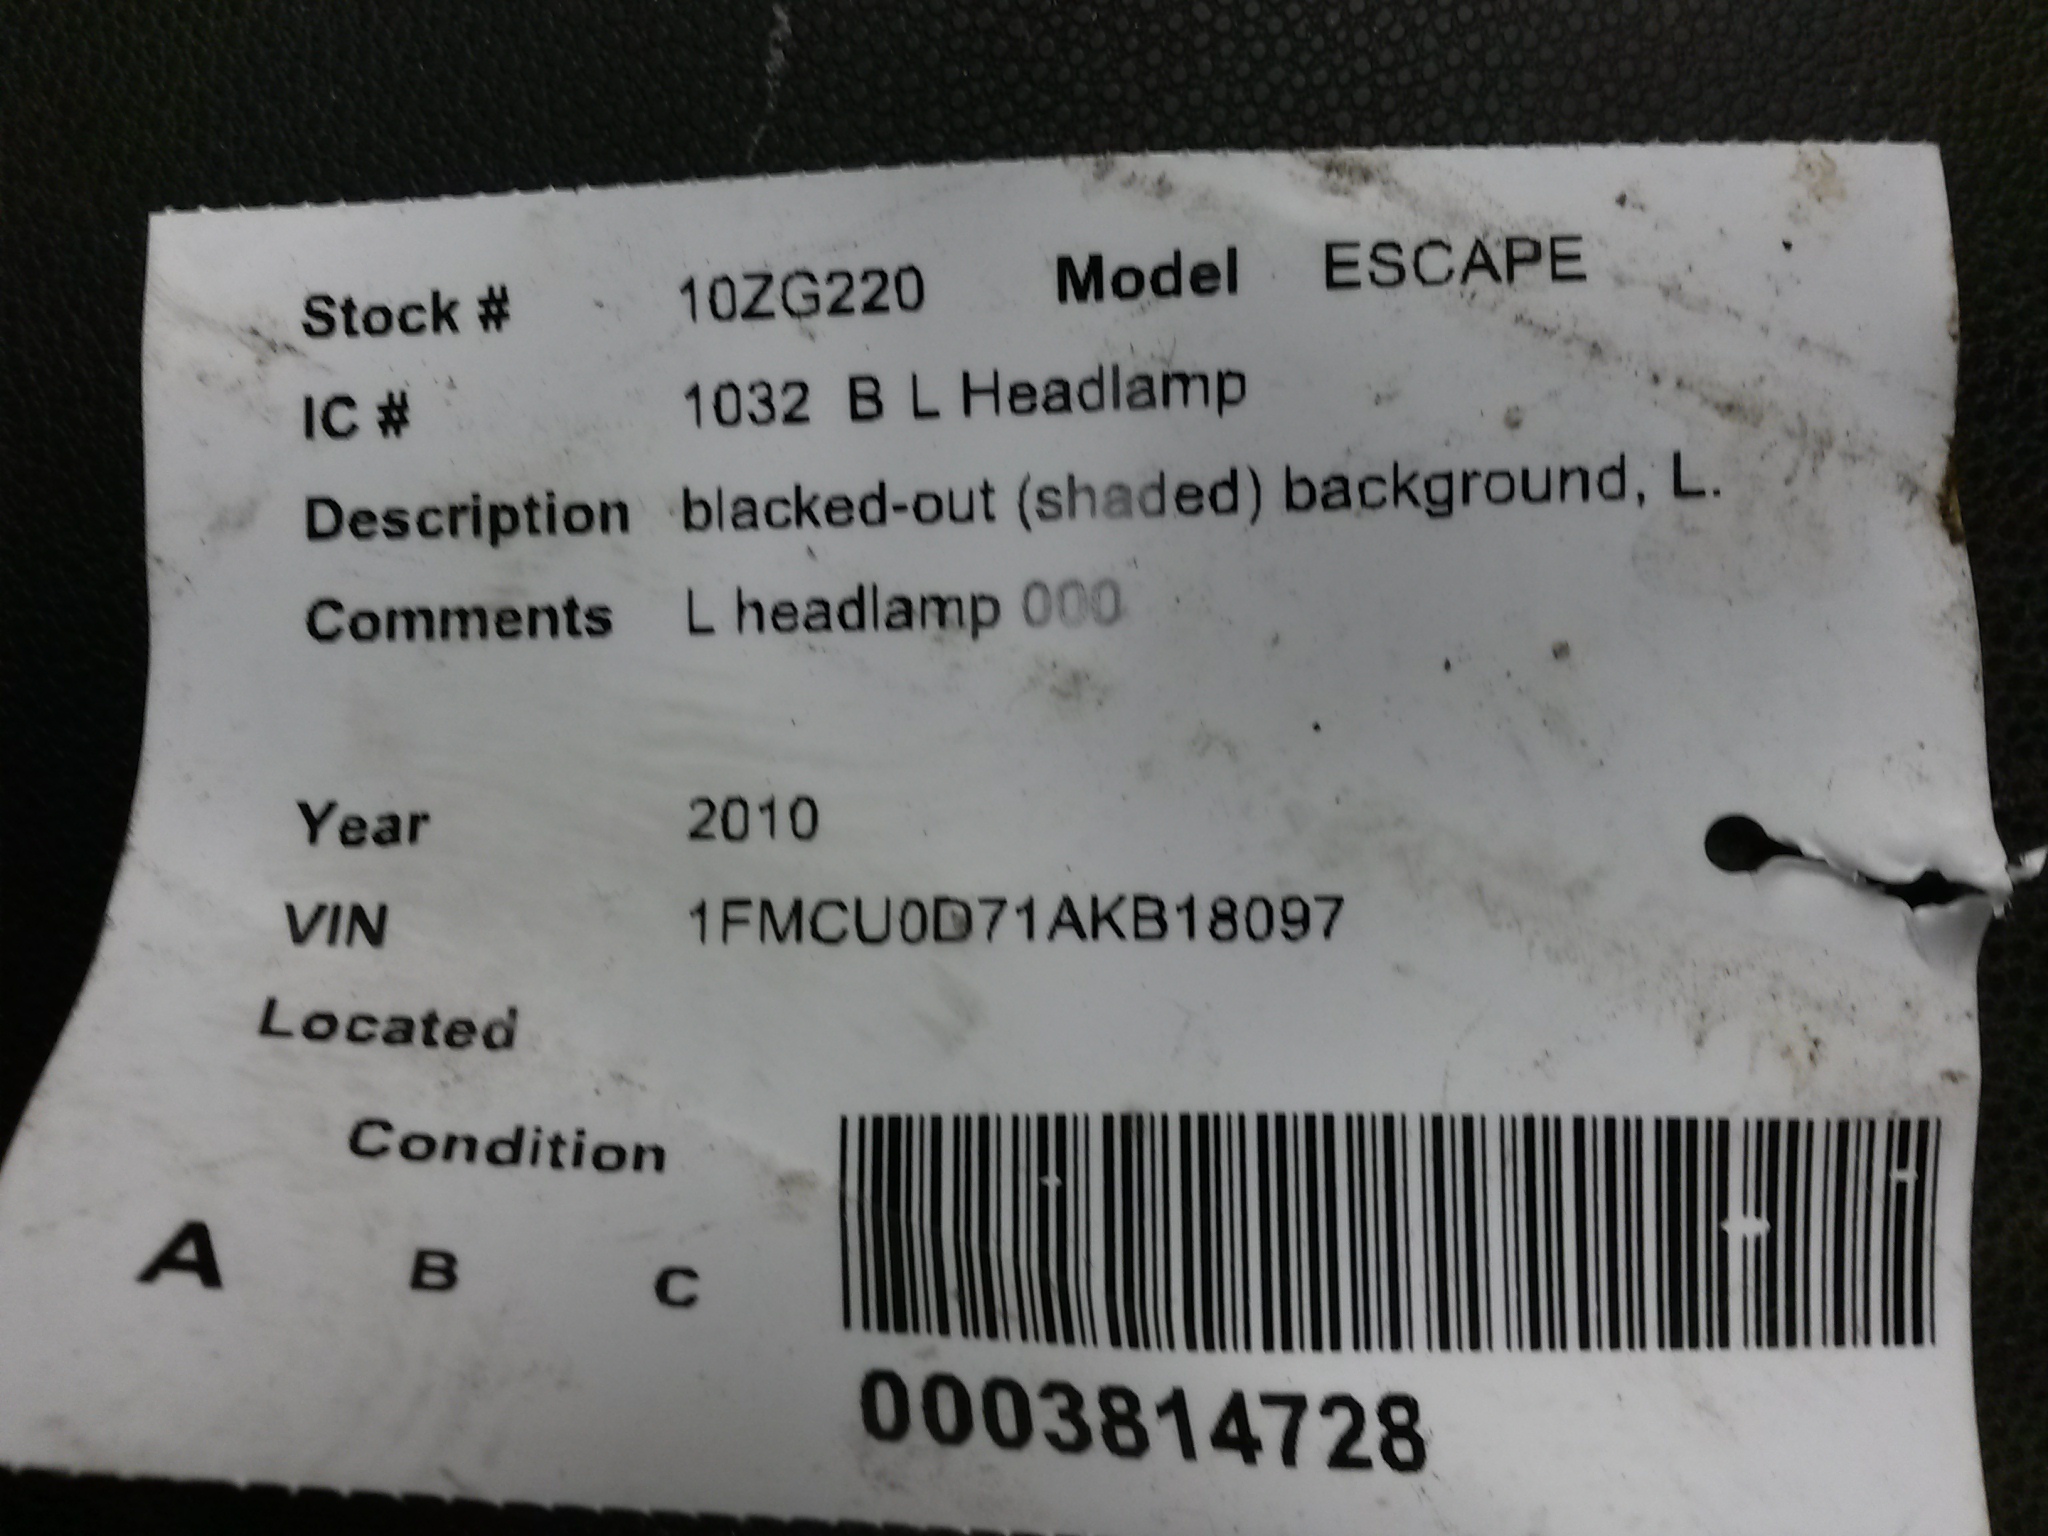 Stock # 10ZG220 Model ESCAPE
IC # 1032 B L Headlamp
Description blacked-out (shaded) background, L.
Comments L headlamp 000
Year 2010
VIN 1FMCU0D71AKB18097
Located
Condition
A B C
0003814728